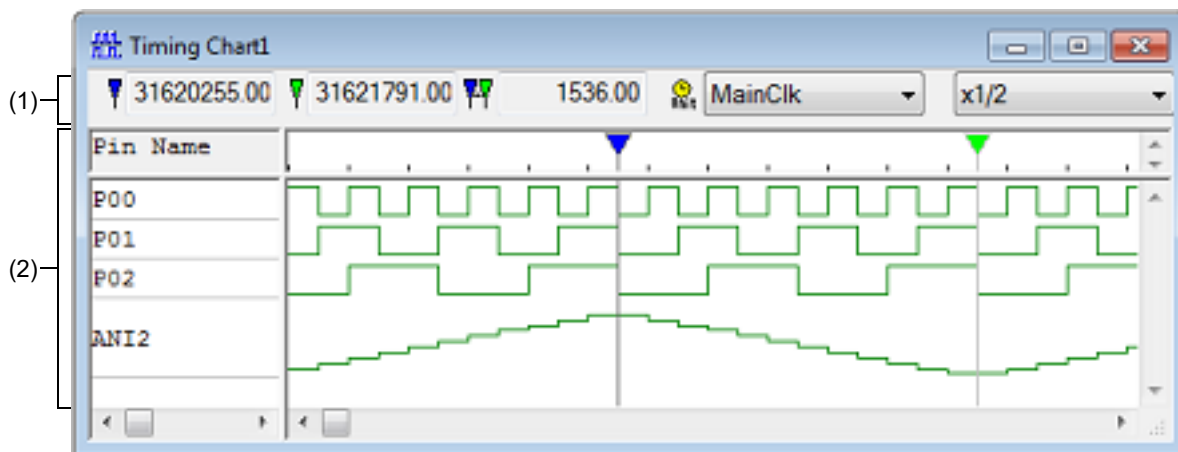 Timing Chart1
(1)
31620255.00 31621791.00 1536.00 MainClk x1/2
(2)
Pin Name
P00
P01
P02
ANI2